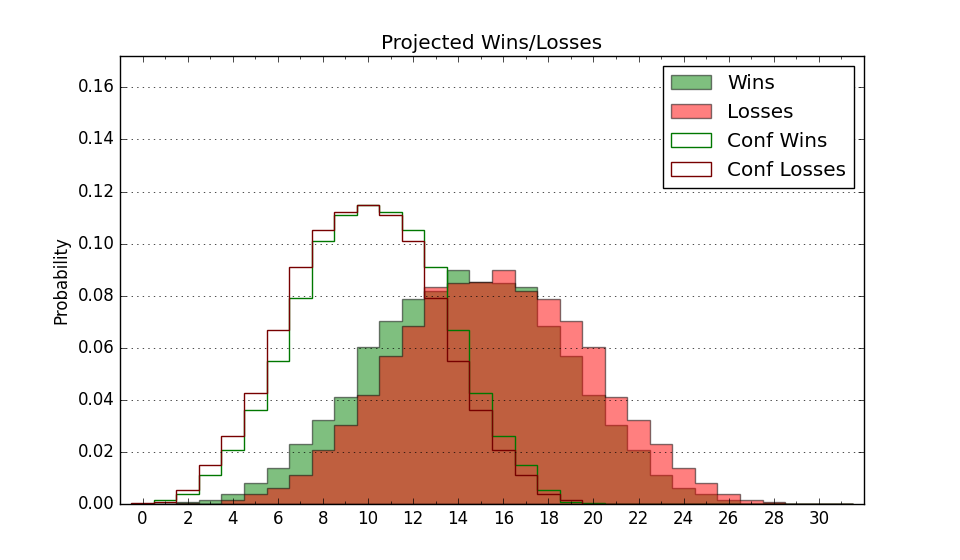 Projected Wins/Losses
Wins
Losses
Conf Wins
Conf Losses
Probability
0.16
0.14
0.12
0.10
0.08
0.06
0.04
0.02
0.00
0 2 4 6 8 10 12 14 16 18 20 22 24 26 28 30